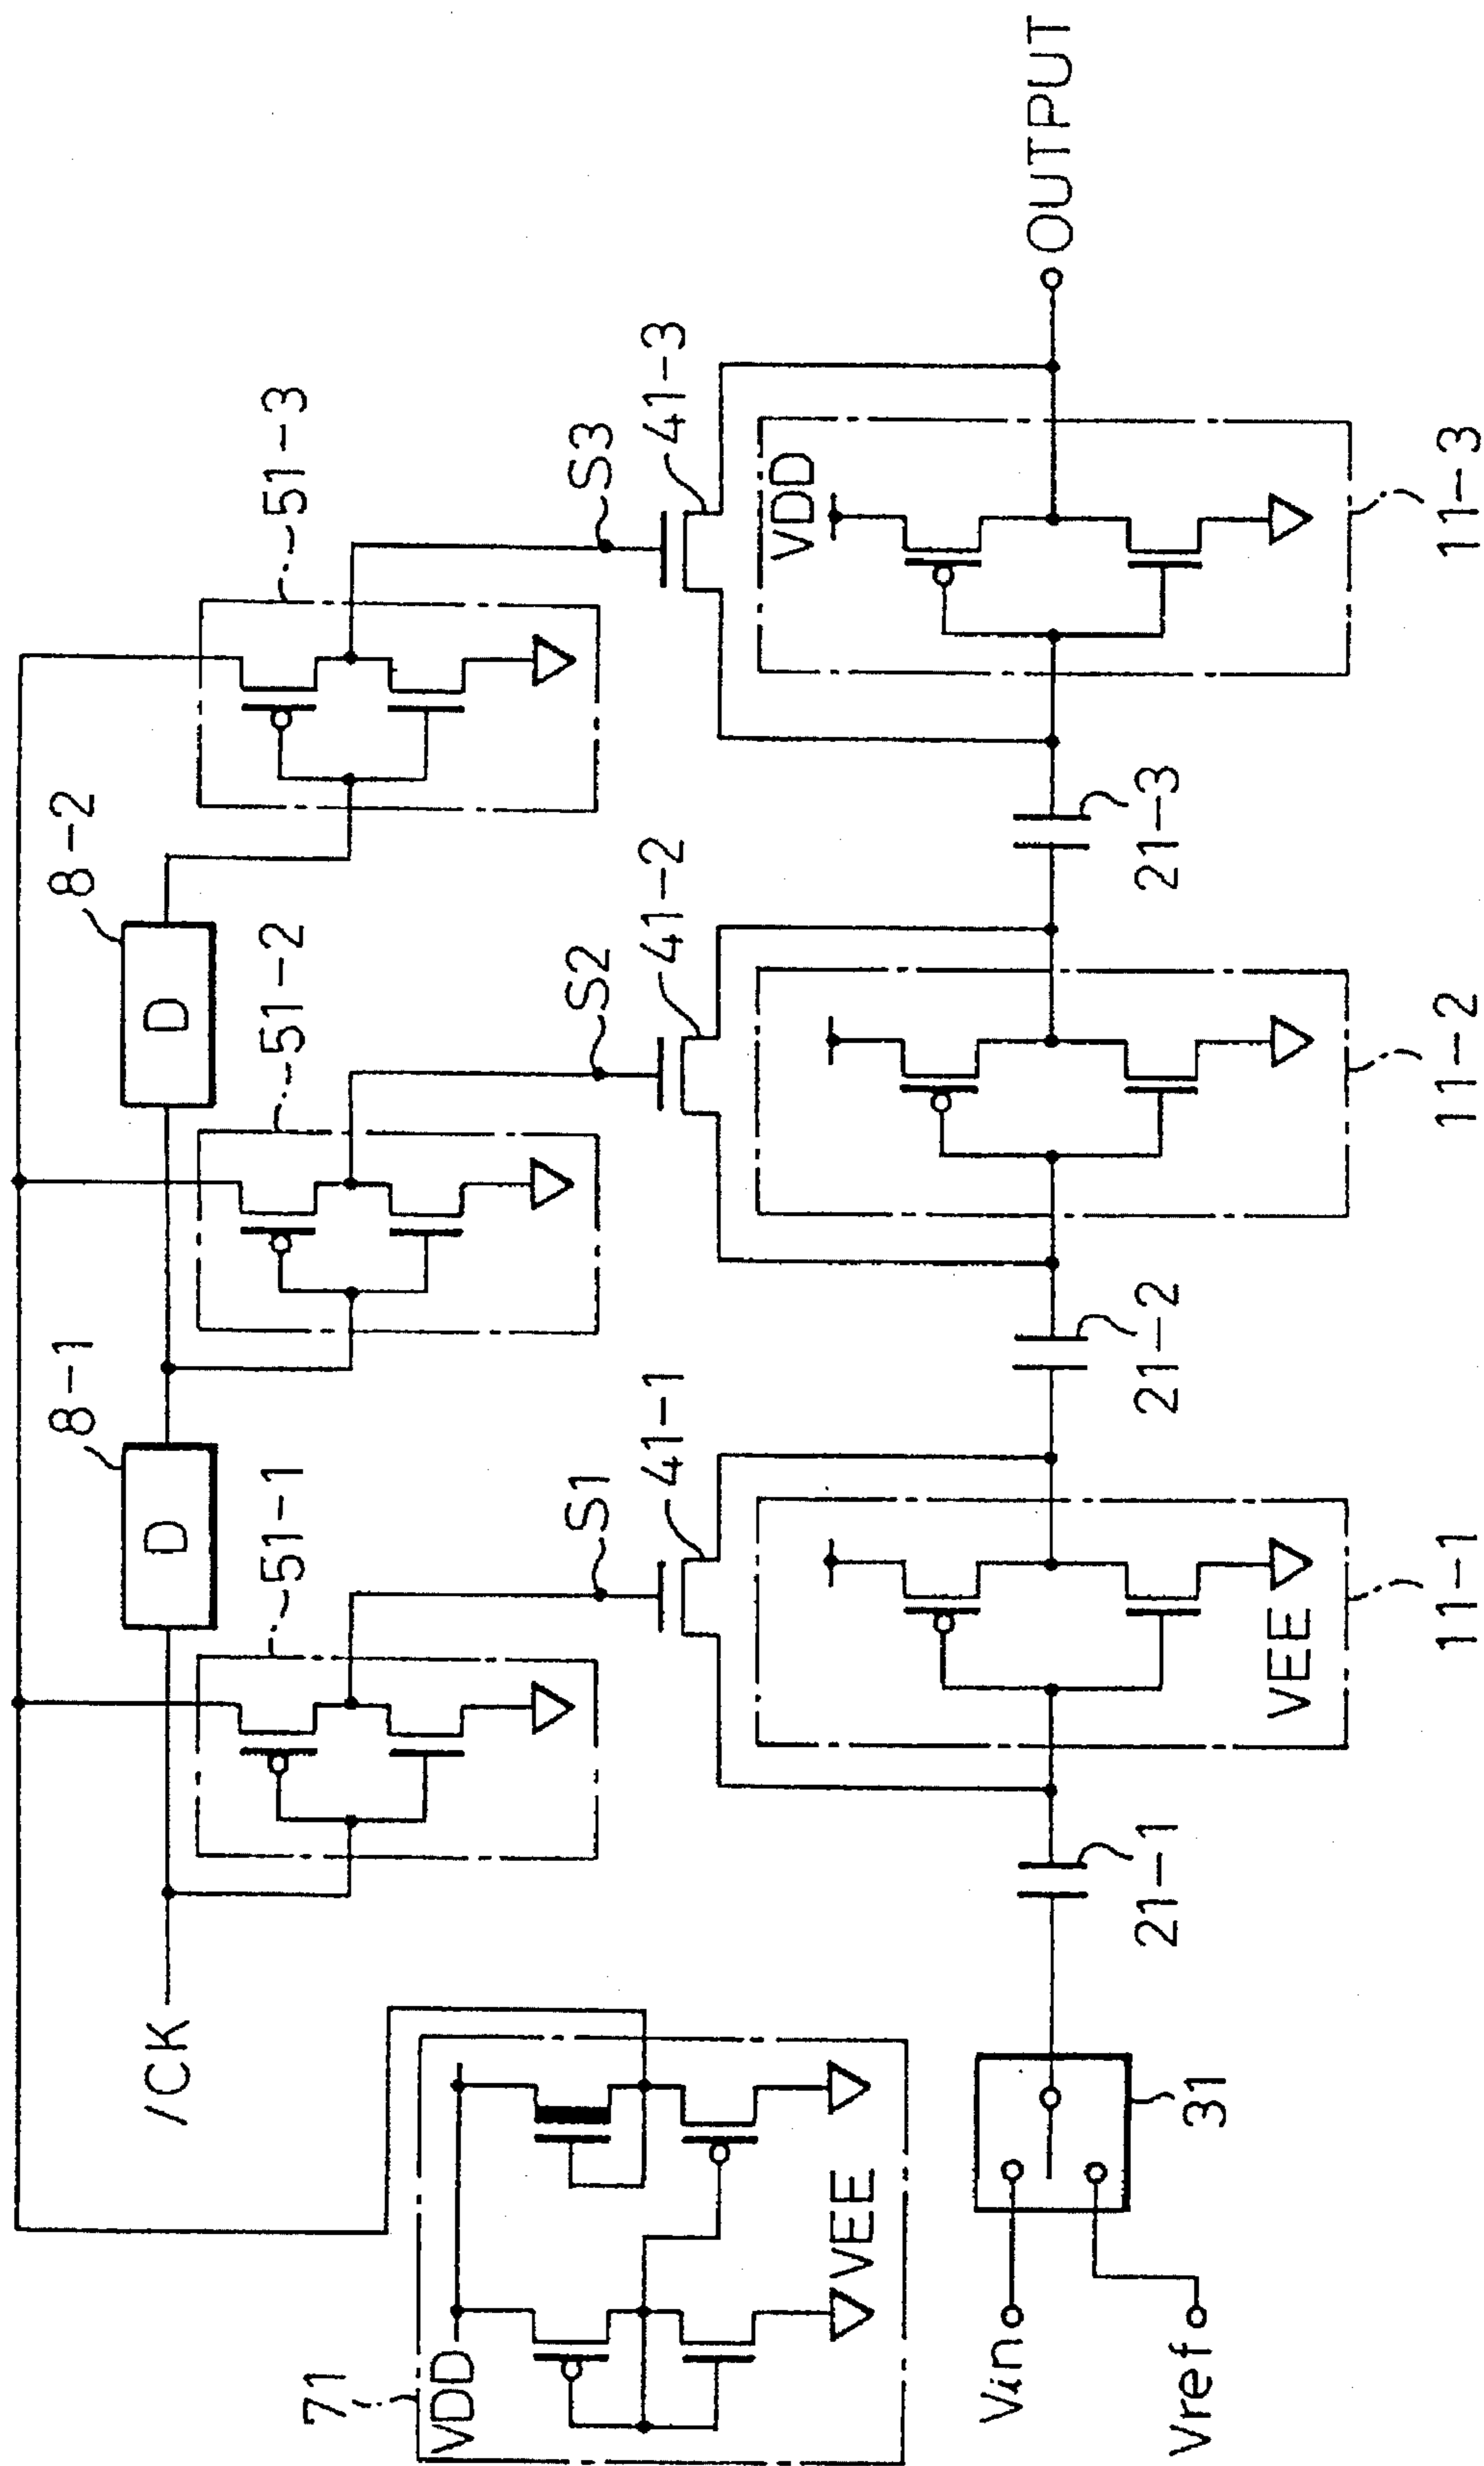 8-1
8-2
D
D
/CK
51-1
51-2
51-3
71
VDD
VEE
S1
S2
S3
41-1
41-2
41-3
VDD
OUTPUT
Vin
Vref
31
21-1
21-2
21-3
VEE
11-1
11-2
11-3